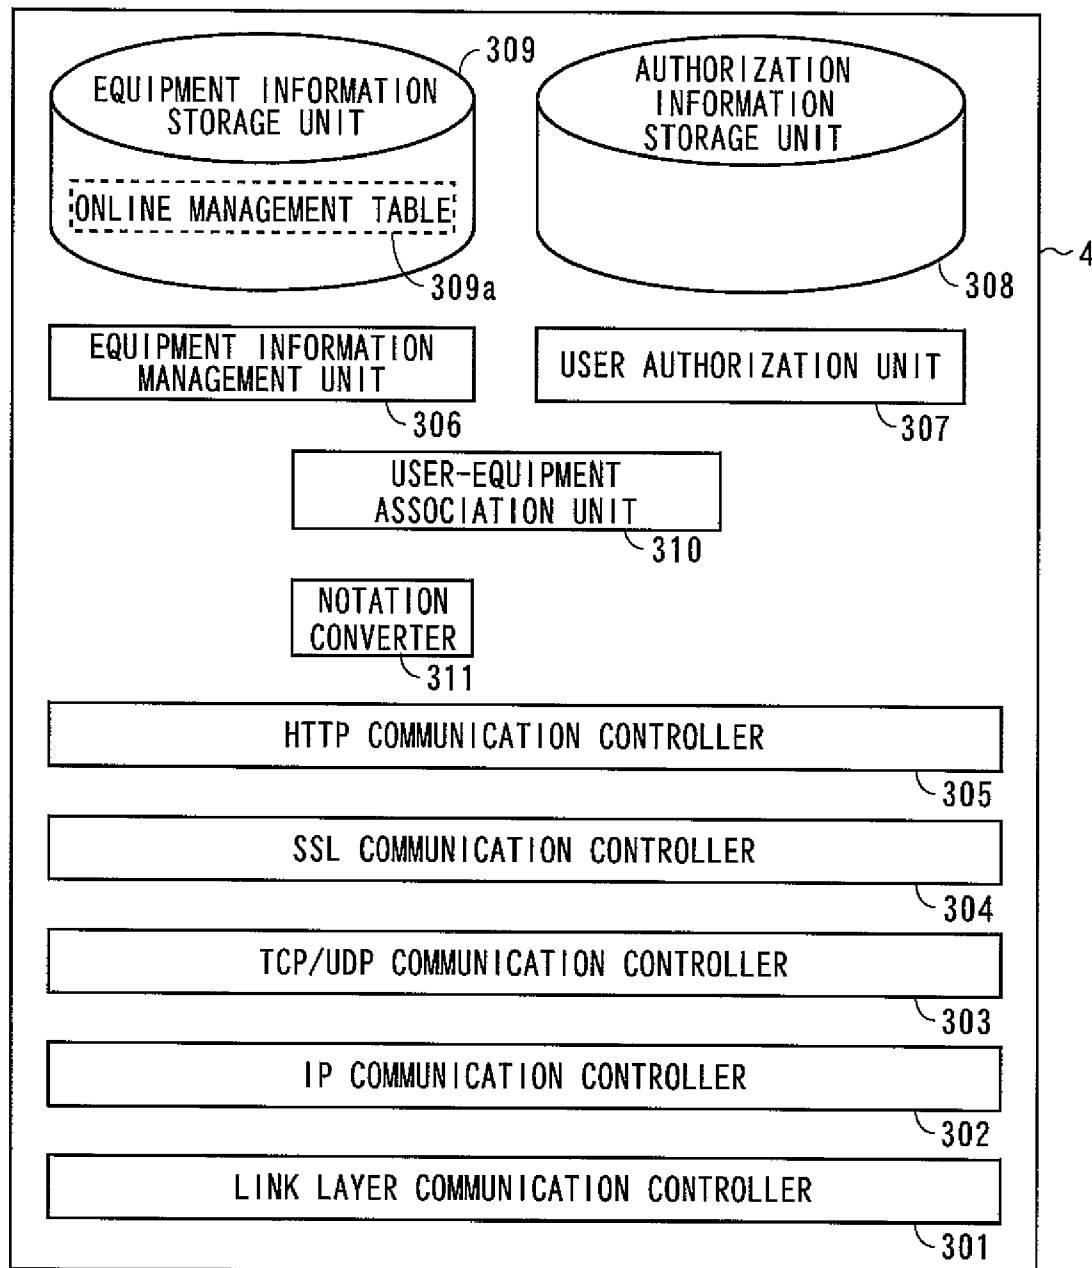 309
EQUIPMENT INFORMATION
STORAGE UNIT
AUTHORIZATION
INFORMATION
STORAGE UNIT
ONLINE MANAGEMENT TABLE
4
309a
308
EQUIPMENT INFORMATION
MANAGEMENT UNIT
306
USER AUTHORIZATION UNIT
307
USER-EQUIPMENT
ASSOCIATION UNIT
310
NOTATION
CONVERTER
311
HTTP COMMUNICATION CONTROLLER
305
SSL COMMUNICATION CONTROLLER
304
TCP/UDP COMMUNICATION CONTROLLER
303
IP COMMUNICATION CONTROLLER
302
LINK LAYER COMMUNICATION CONTROLLER
301